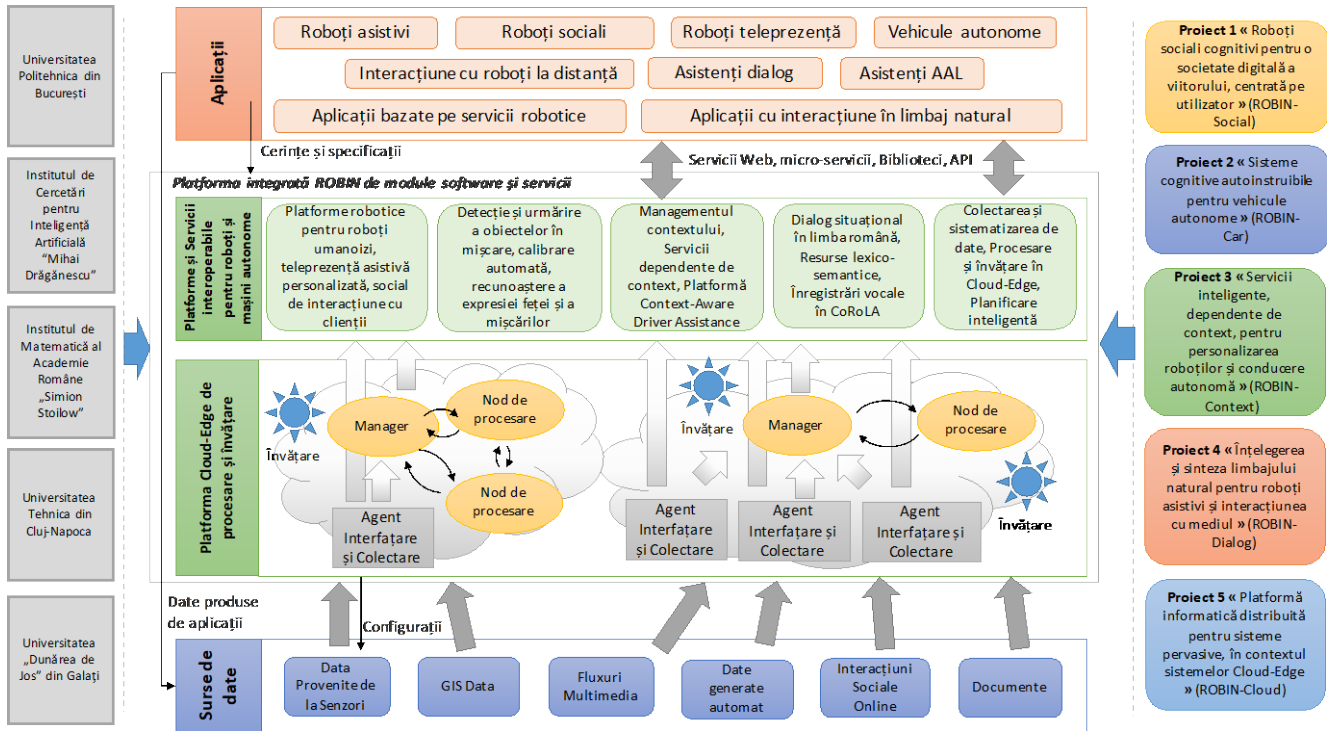 Universitatea
Politehnica din
București
Institutul de
Cercetări
pentru
Inteligență
Artificială
"Mihai
Drăgănescu"
Institutul de
Matematică al
Academie
Române
„Simion
Stoilow"
Universitatea
Tehnica din
Cluj-Napoca
Universitatea
„Dunărea de
Jos" din Galați
Aplicații
Roboți asistivi
Roboți sociali
Roboți teleprezență
Vehicule autonome
Interacțiune cu roboți la distanță
Asistenți dialog
Asistenți AAL
Aplicații bazate pe servicii robotice
Aplicații cu interacțiune în limbaj natural
Cerințe și specificații
Servicii Web, micro-servicii, Biblioteci, API
Platforma integrată ROBIN de module software și servicii
Platforme și Servicii
interoperabile
pentru roboți și
mașini autonome
Platforme robotice
pentru roboți
umanoizi,
teleprezență asistivă
personalizată, social
de interacțiune cu
clienții
Detecție și urmărire
a obiectelor în
mișcare, calibrare
automată,
recunoaștere a
expresiei feței și a
mișcărilor
Managementul
contextului,
Servicii
dependente de
context, Platformă
Context-Aware
Driver Assistance
Dialog situațional
în limba română,
Resurse lexico-
semantice,
Înregistrări vocale
în CoRoLA
Colectarea și
sistematizarea de
date, Procesare
și învățare în
Cloud-Edge,
Planificare
inteligentă
Platforma Cloud-Edge de
procesare și învățare
Învățare
Manager
Nod de
procesare
Nod de
procesare
Agent
Interfațare
și Colectare
Învățare
Manager
Nod de
procesare
Învățare
Agent
Interfațare
și Colectare
Agent
Interfațare și
Colectare
Agent
Interfațare și
Colectare
Date produse
de aplicații
Configurații
Surse de
date
Data
Provenite de
la Senzori
GIS Data
Fluxuri
Multimedia
Date
generate
automat
Interacțiuni
Sociale
Online
Documente
Proiect 1 « Roboți
sociali cognitivi pentru o
societate digitală a
viitorului, centrată pe
utilizator » (ROBIN-
Social)
Proiect 2 « Sisteme
cognitive autoinstruibile
pentru vehicule
autonome » (ROBIN-
Car)
Proiect 3 « Servicii
inteligente,
dependente de
context, pentru
personalizarea
roboților și conducere
autonomă » (ROBIN-
Context)
Proiect 4 « Înțelegerea
și sinteza limbajului
natural pentru roboți
asistivi și interacțiunea
cu mediul » (ROBIN-
Dialog)
Proiect 5 « Platformă
informatică distribuită
pentru sisteme
pervasive, în contextul
sistemelor Cloud-Edge
» (ROBIN-Cloud)